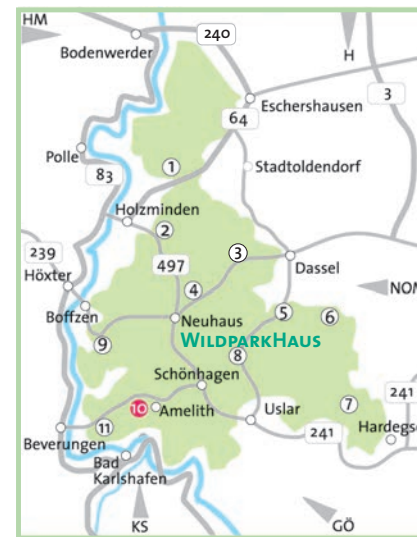 HM
240
Bodenwerder
H
3
Eschershausen
64
Polle
1
Stadtoldendorf
83
Holzminden
2
239
497
3
Dassel
Höxter
4
NOM
Boffzen
5
6
Neuhaus
9
WILDPARKHAUS
8
Schönhagen
241
10
Amelith
7
11
Uslar
Beverungen
241
Hardegse
Bad
Karlshafen
KS
GÖ